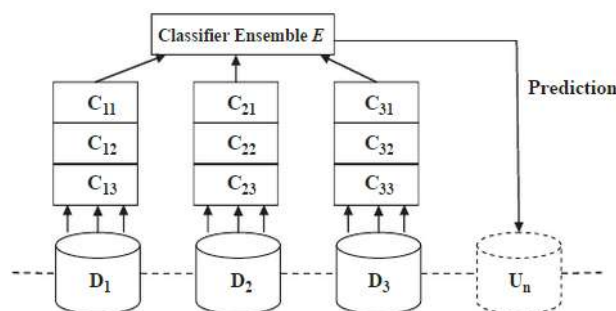 Classifier Ensemble E
C11 C21 C31
Prediction
C12 C22 C32
C13 C23 C33
D1 D2 D3 Un